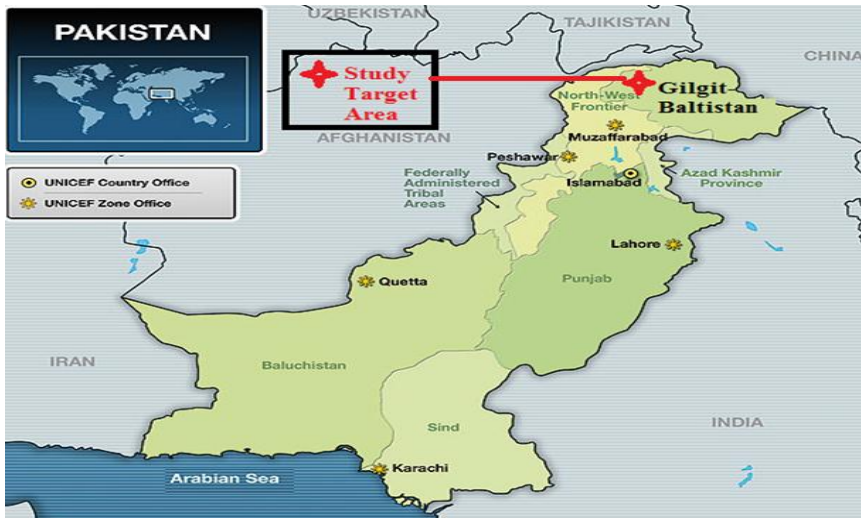 PAKISTAN
UZBEKISTAN
TAJIKISTAN
CHINA
Study
Target
Area
Gilgit
Baltistan
North-West
Frontier
AFGHANISTAN
Muzaffarabad
Peshawar
UNICEF Country Office
UNICEF Zone Office
Federally
Administered
Tribal
Areas
Islamabad
Azad Kashmir
Province
Lahore
Quetta
Punjab
IRAN
Baluchistan
INDIA
Sind
Karachi
Arabian Sea